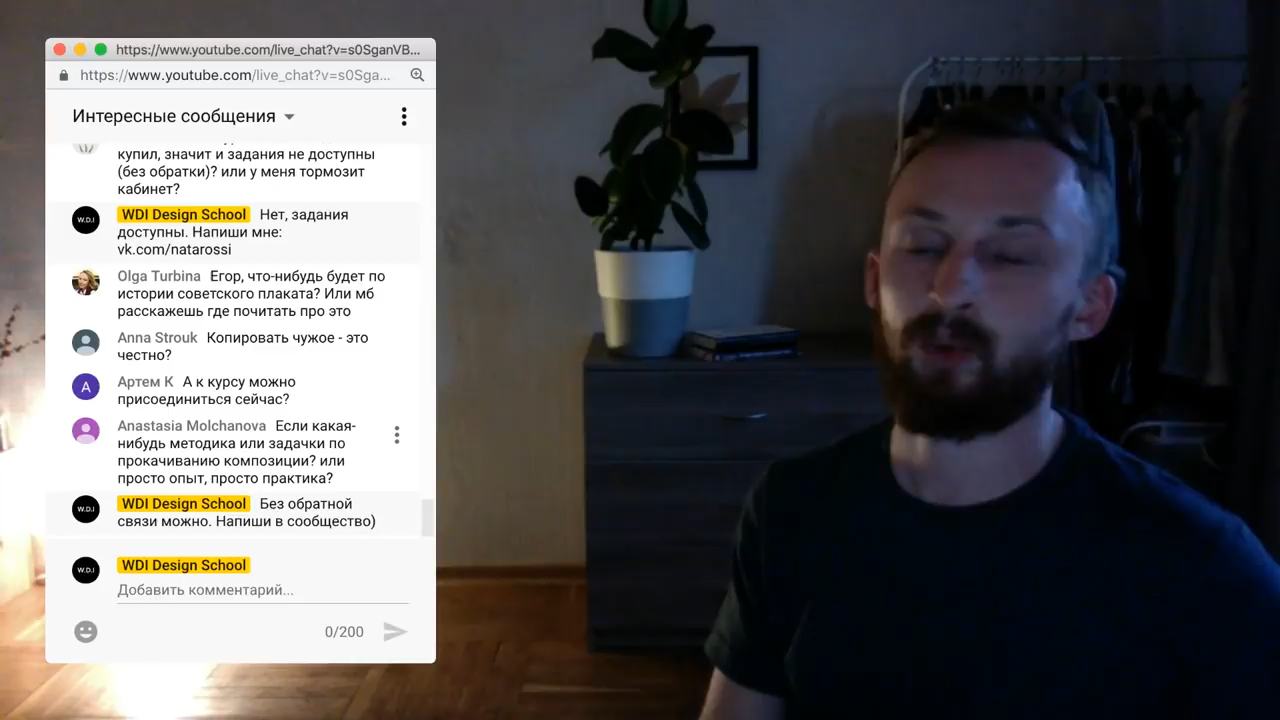 https://www.youtube.com/live_chat?v=s0SganVB...
https://www.youtube.com/live_chat?v=s0Sga...
Интересные сообщения
купил, значит и задания не доступны
(без обратки)? или у меня тормозит
кабинет?
W.D.I WDI Design School Нет, задания
доступны. Напиши мне:
vk.com/natarossi
Olga Turbina Егор, что-нибудь будет по
истории советского плаката? Или мб
расскажешь где почитать про это
Anna Strouk Копировать чужое - это
честно?
A Артем К А к курсу можно
присоединиться сейчас?
Anastasia Molchanova Если какая-
нибудь методика или задачки по
прокачиванию композиции? или
просто опыт, просто практика?
W.D.I WDI Design School Без обратной
связи можно. Напиши в сообщество)
W.D.I WDI Design School
Добавить комментарий...
0/200